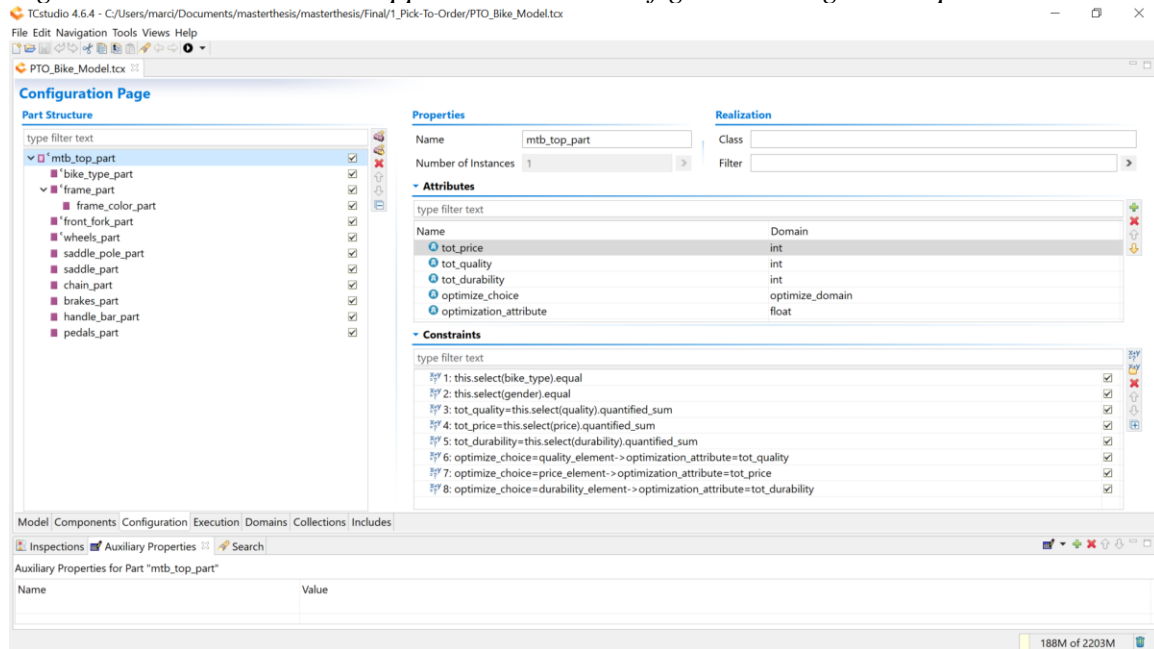 TCstudio 4.6.4 - C:/Users/marci/Documents/masterthesis/masterthesis/Final/1_Pick-To-Order/PTO_Bike_Model.tcx
File Edit Navigation Tools Views Help
PTO_Bike_Model.tcx
Configuration Page
Part Structure
type filter text
mtb_top_part
bike_type_part
frame_part
frame_color_part
front_fork_part
wheels_part
saddle_pole_part
saddle_part
chain_part
brakes_part
handle_bar_part
pedals_part
Properties
Name mtb_top_part
Number of Instances 1
Realization
Class
Filter
Attributes
type filter text
Name Domain
tot_price int
tot_quality int
tot_durability int
optimize_choice optimize_domain
optimization_attribute float
Constraints
type filter text
1: this.select(bike_type).equal
2: this.select(gender).equal
3: tot_quality=this.select(quality).quantified_sum
4: tot_price=this.select(price).quantified_sum
5: tot_durability=this.select(durability).quantified_sum
6: optimize_choice=quality_element->optimization_attribute=tot_quality
7: optimize_choice=price_element->optimization_attribute=tot_price
8: optimize_choice=durability_element->optimization_attribute=tot_durability
Model Components Configuration Execution Domains Collections Includes
Inspections Auxiliary Properties Search
Auxiliary Properties for Part "mtb_top_part"
Name Value
188M of 2203M